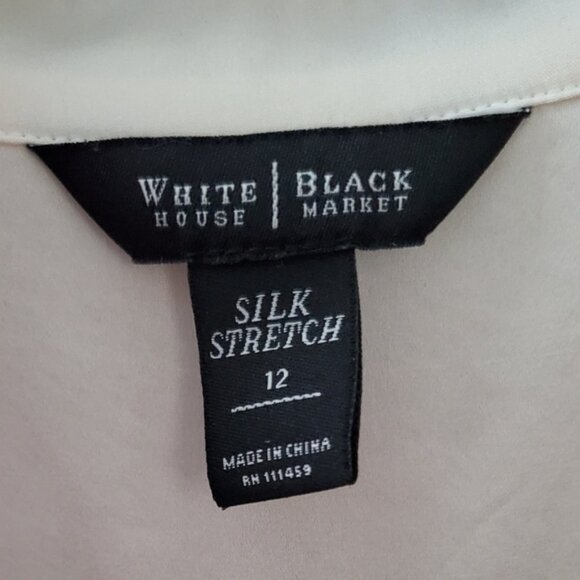 WHITE | BLACK
HOUSE | MARKET
SILK
STRETCH
12
MADE IN CHINA
RN 111459